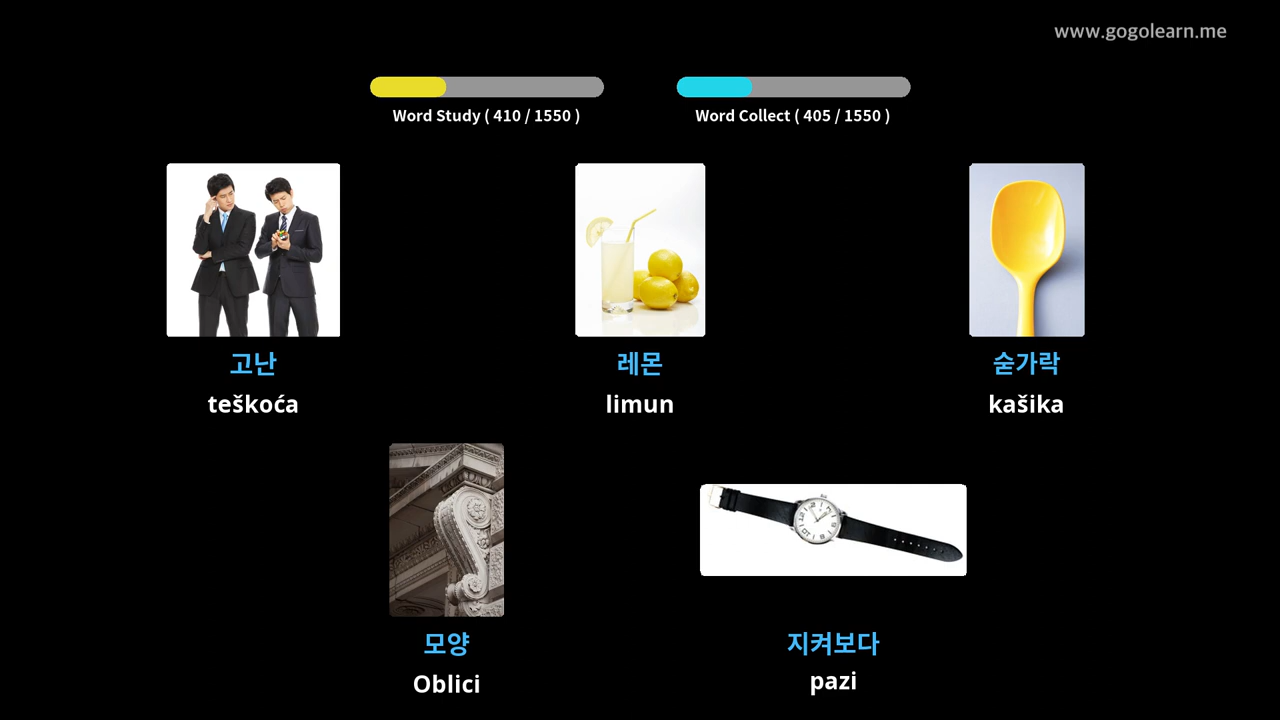 www.gogolearn.me
Word Study ( 410 / 1550 )
Word Collect ( 405 / 1550 )
고난
teškoća
레몬
limun
숟가락
kašika
모양
Oblici
지켜보다
pazi